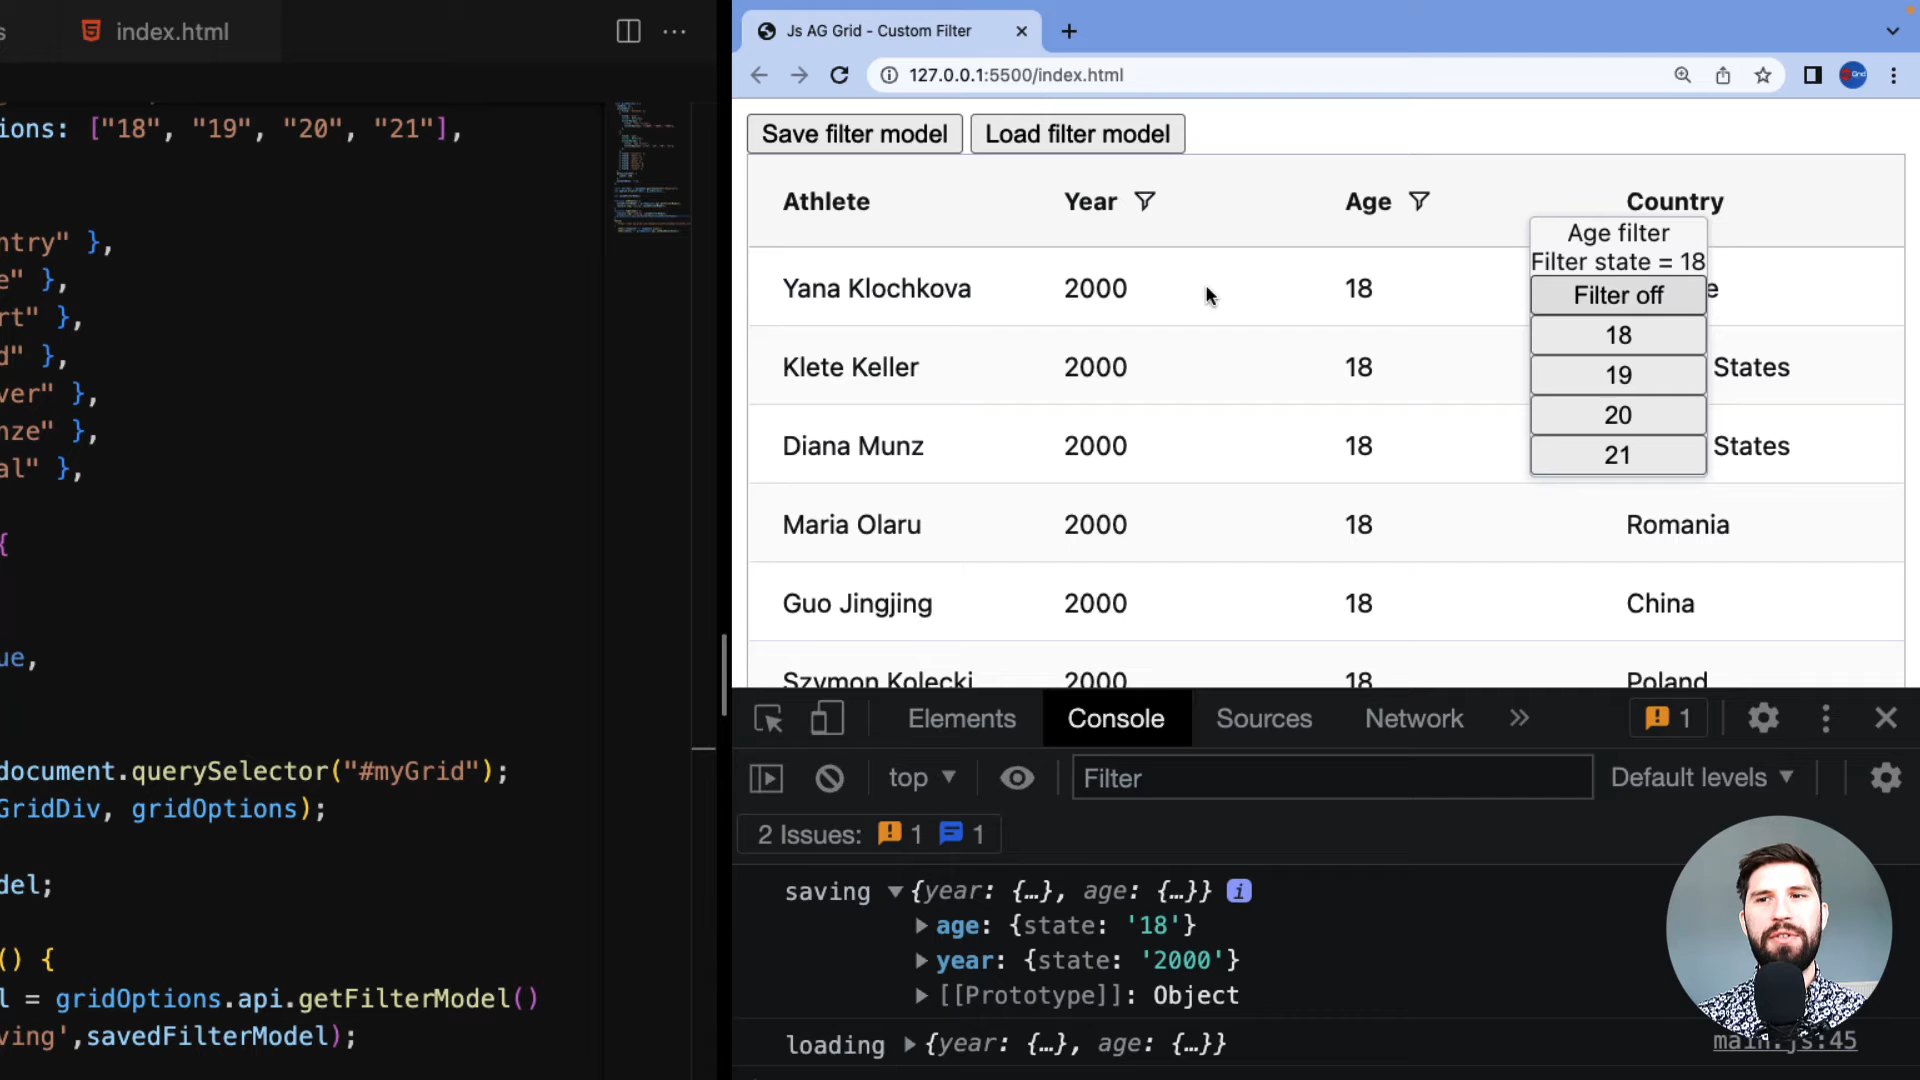 s
index.html
ions: ["18", "19", "20", "21"],
ntry" },
e" },
rt" },
d" },
ver" },
nze" },
al" },
{
ue,
document.querySelector("#myGrid");
GridDiv, gridOptions);
del;
() {
l = gridOptions.api.getFilterModel()
ving',savedFilterModel);
Js AG Grid - Custom Filter
127.0.0.1:5500/index.html
Save filter model Load filter model
Athlete Year Age Country
Age filter
Filter state = 18
Filter off
18
19
20
21
Yana Klochkova 2000 18 e
Klete Keller 2000 18 States
Diana Munz 2000 18 States
Maria Olaru 2000 18 Romania
Guo Jingjing 2000 18 China
Szymon Kolecki 2000 18 Poland
Elements Console Sources Network » 1
top Filter Default levels
2 Issues: 1 1
saving {year: {…}, age: {…}} i
age: {state: '18'}
year: {state: '2000'}
[[Prototype]]: Object
loading {year: {…}, age: {…}}
main.js:45